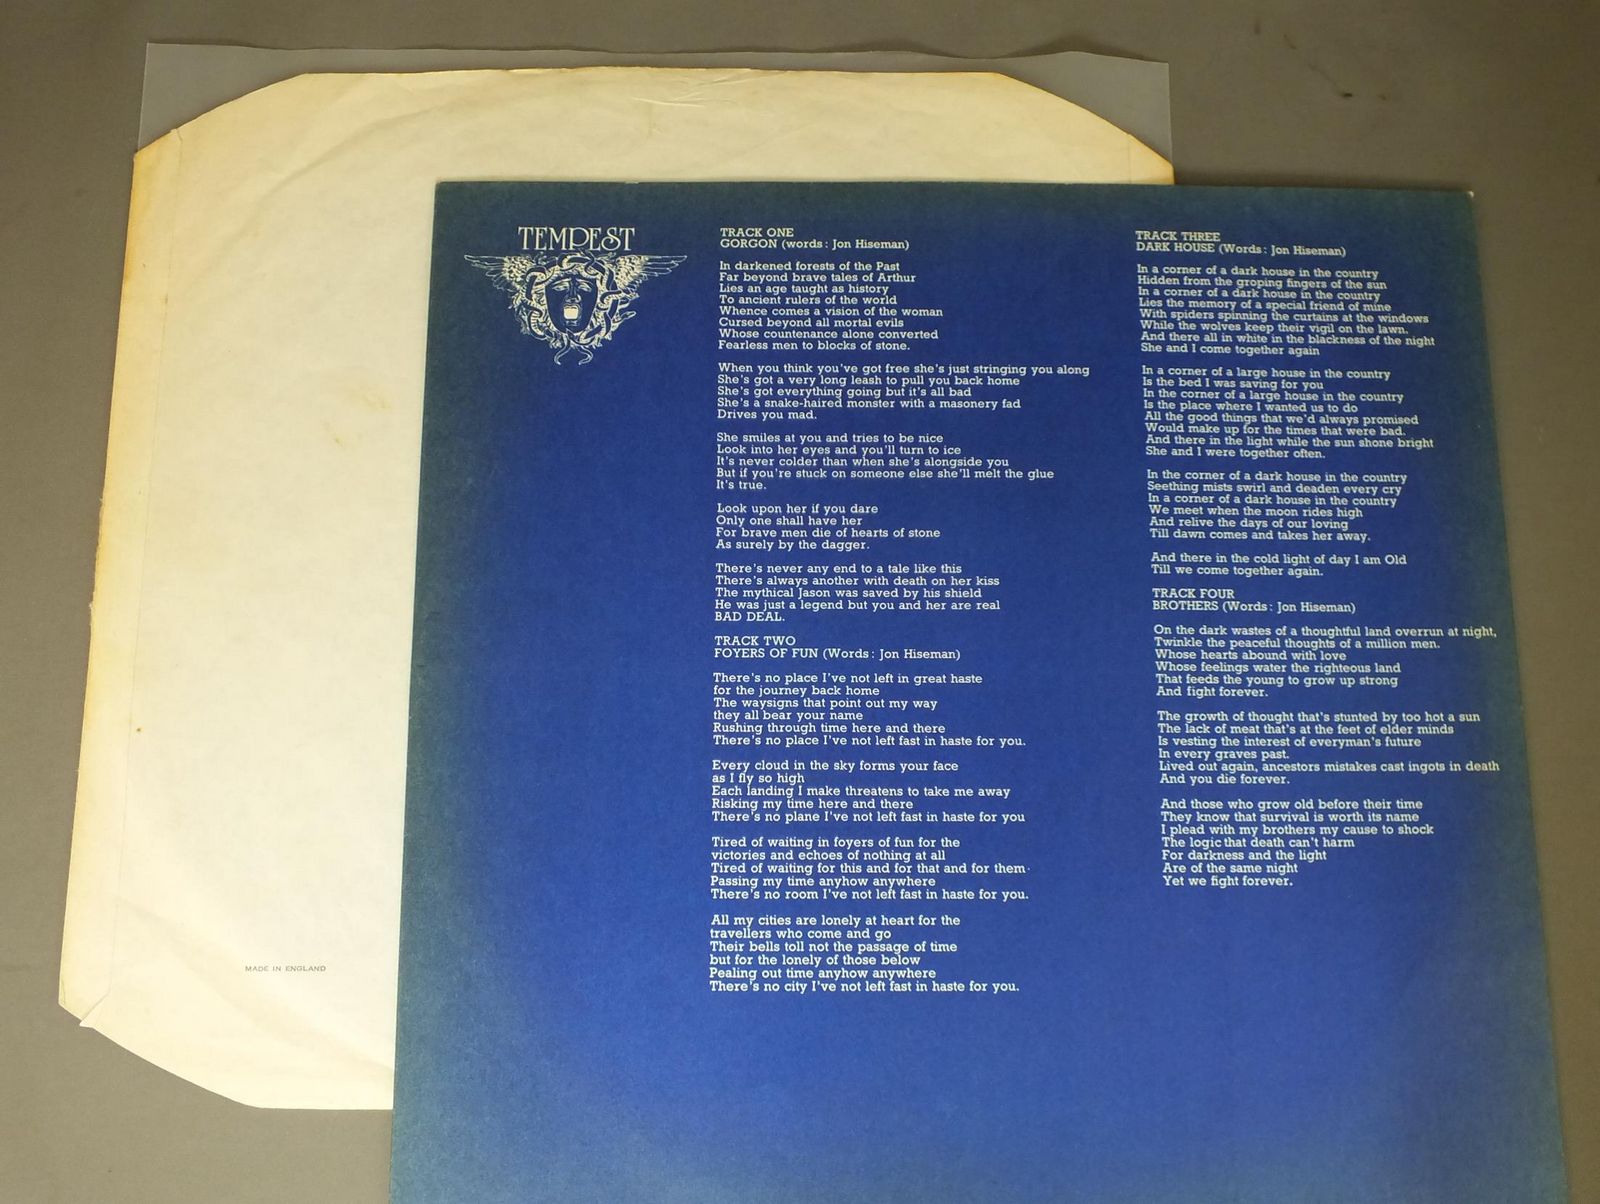 TEMPEST
TRACK ONE
GORGON (words: Jon Hiseman)
In darkened forests of the Past
Far beyond brave tales of Arthur
Lies an age taught as history
To ancient rulers of the world
Whence comes a vision of the woman
Cursed beyond all mortal evils
Whose countenance alone converted
Fearless men to blocks of stone.
When you think you've got free she's just stringing you along
She's got a very long leash to pull you back home
She's got everything going but it's all bad
She's a snake-haired monster with a masonery fad
Drives you mad.
She smiles at you and tries to be nice
Look into her eyes and you'll turn to ice
It's never colder than when she's alongside you
But if you're stuck on someone else she'll melt the glue
It's true.
Look upon her if you dare
Only one shall have her
For brave men die of hearts of stone
As surely by the dagger.
There's never any end to a tale like this
There's always another with death on her kiss
The mythical Jason was saved by his shield
He was just a legend but you and her are real
BAD DEAL.
TRACK TWO
FOYERS OF FUN (Words: Jon Hiseman)
There's no place I've not left in great haste
for the journey back home
The waysigns that point out my way
they all bear your name
Rushing through time here and there
There's no place I've not left fast in haste for you.
Every cloud in the sky forms your face
as I fly so high
Each landing I make threatens to take me away
Risking my time here and there
There's no plane I've not left fast in haste for you
Tired of waiting in foyers of fun for the
victories and echoes of nothing at all
Tired of waiting for this and for that and for them.
Passing my time anyhow anywhere
There's no room I've not left fast in haste for you.
All my cities are lonely at heart for the
travellers who come and go
Their bells toll not the passage of time
but for the lonely of those below
Pealing out time anyhow anywhere
There's no city I've not left fast in haste for you.
TRACK THREE
DARK HOUSE (Words: Jon Hiseman)
In a corner of a dark house in the country
Hidden from the groping fingers of the sun
In a corner of a dark house in the country
Lies the memory of a special friend of mine
With spiders spinning the curtains at the windows
While the wolves keep their vigil on the lawn.
And there all in white in the blackness of the night
She and I come together again
In a corner of a large house in the country
Is the bed I was saving for you
In the corner of a large house in the country
Is the place where I wanted us to do
All the good things that we'd always promised
Would make up for the times that were bad.
And there in the light while the sun shone bright
She and I were together often.
In the corner of a dark house in the country
Seething mists swirl and deaden every cry
In a corner of a dark house in the country
We meet when the moon rides high
And relive the days of our loving
Till dawn comes and takes her away.
And there in the cold light of day I am Old
Till we come together again.
TRACK FOUR
BROTHERS (Words: Jon Hiseman)
On the dark wastes of a thoughtful land overrun at night,
Twinkle the peaceful thoughts of a million men.
Whose hearts abound with love
Whose feelings water the righteous land
That feeds the young to grow up strong
And fight forever.
The growth of thought that's stunted by too hot a sun
The lack of meat that's at the feet of elder minds
Is vesting the interest of everyman's future
In every graves past.
Lived out again, ancestors mistakes cast ingots in death
And you die forever.
And those who grow old before their time
They know that survival is worth its name
I plead with my brothers my cause to shock
The logic that death can't harm
For darkness and the light
Are of the same night
Yet we fight forever.
MADE IN ENGLAND